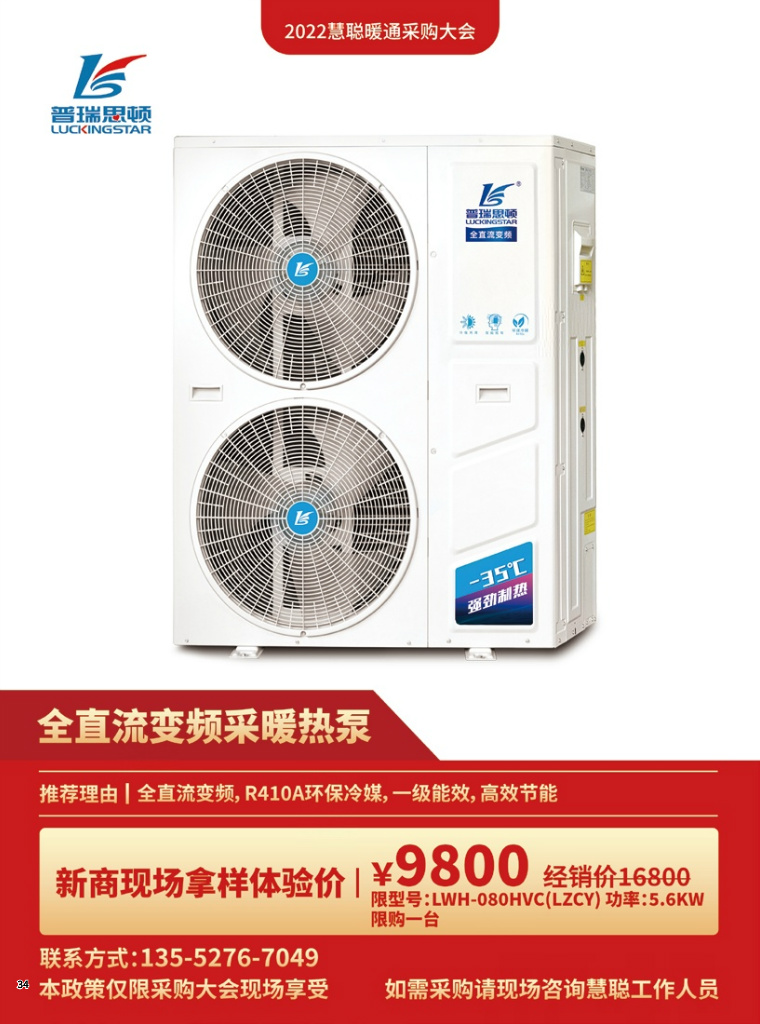 2022慧聪暖通采购大会
普瑞思顿
LUCKINGSTAR
普瑞思顿
LUCKINGSTAR
全直流变频
-35℃
强劲制热
全直流变频采暖热泵
推荐理由 | 全直流变频, R410A环保冷媒, 一级能效, 高效节能
新商现场拿样体验价 | ¥9800 经销价16800
限型号:LWH-080HVC(LZCY) 功率:5.6KW
限购一台
联系方式:135-5276-7049
34 本政策仅限采购大会现场享受 如需采购请现场咨询慧聪工作人员